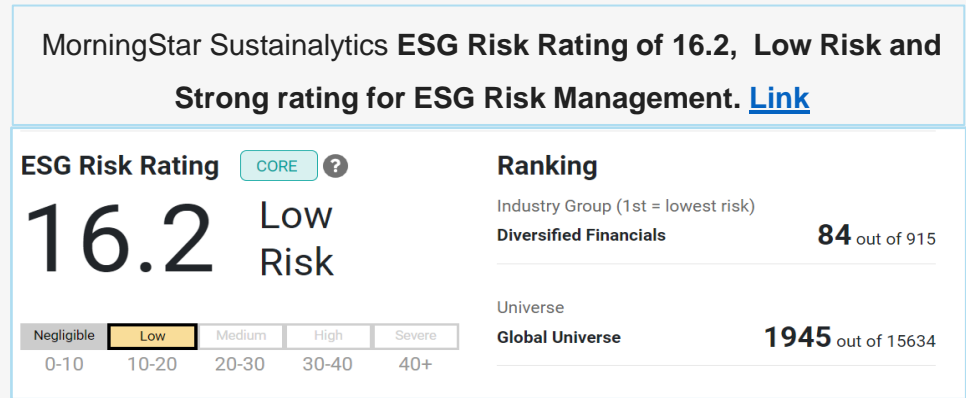 MorningStar Sustainalytics ESG Risk Rating of 16.2, Low Risk and
Strong rating for ESG Risk Management. Link
ESG Risk Rating CORE ?
16.2 Low
Risk
Negligible Low Medium High Severe
0-10 10-20 20-30 30-40 40+
Ranking
Industry Group (1st = lowest risk)
Diversified Financials 84 out of 915
Universe
Global Universe 1945 out of 15634